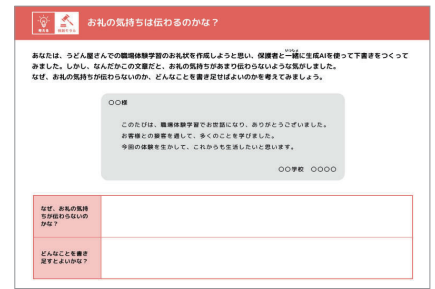 お礼の気持ちは伝わるのかな？
あなたは、うどん屋さんでの職場体験学習のお礼状を作成しようと思い、保護者と一緒に生成AIを使って下書きをつくって
みました。しかし、なんだかこの文章だと、お礼の気持ちがあまり伝わらないような気がしました。
なぜ、お礼の気持ちが伝わらないのか、どんなことを書き足せばよいのかを考えてみましょう。
〇〇様
このたびは、職場体験学習でお世話になり、ありがとうございました。
お客様との接客を通して、多くのことを学びました。
今回の体験を生かして、これからも生活したいと思います。
〇〇学校 〇〇〇〇
なぜ、お礼の気持
ちが伝わらないの
かな？
どんなことを書き
足すとよいかな？